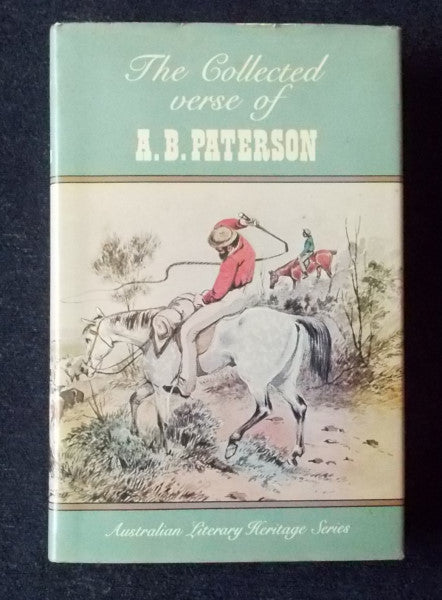 The Collected
verse of
A. B. PATERSON
Australian Literary Heritage Series